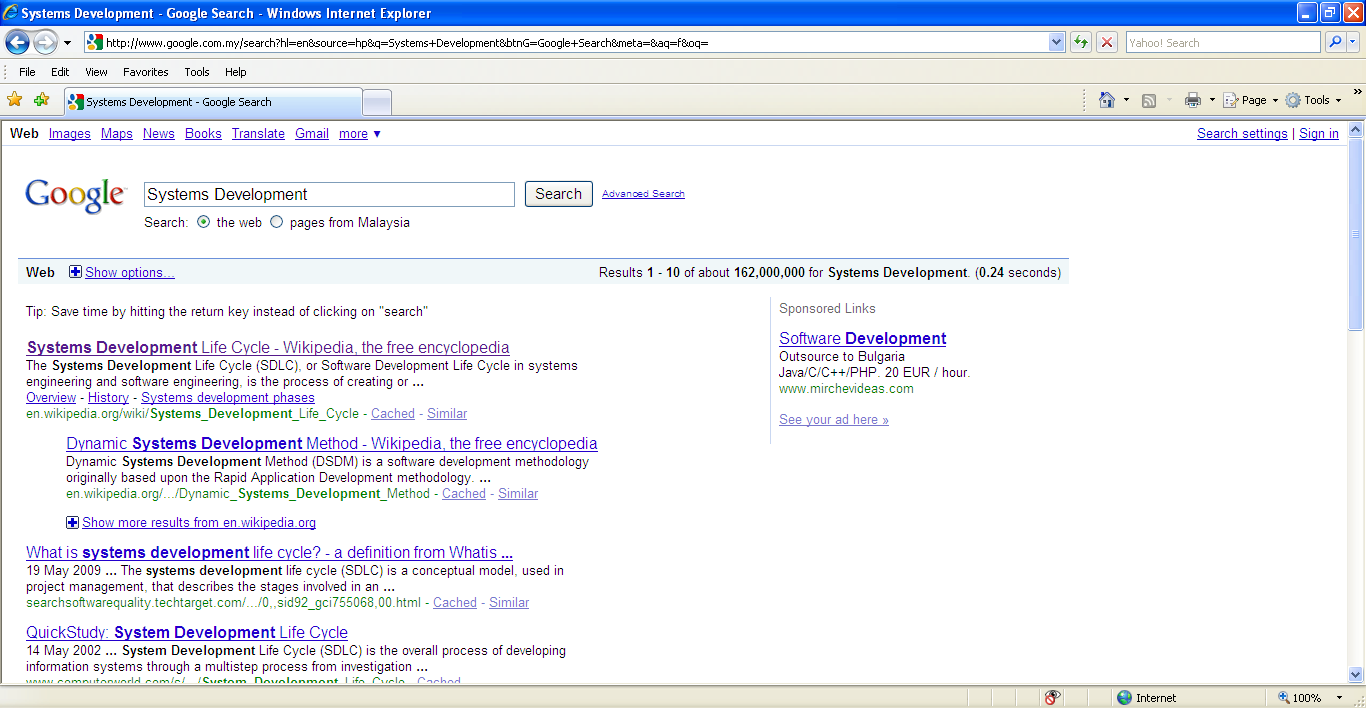 Systems Development - Google Search - Windows Internet Explorer
http://www.google.com.my/search?hl=en&source=hp&q=Systems+Development&btnG=Google+Search&meta=&aq=f&oq=
Yahoo! Search
File Edit View Favorites Tools Help
Systems Development - Google Search
Page Tools
Web Images Maps News Books Translate Gmail more ▼
Search settings | Sign in
Google
Systems Development
Search
Advanced Search
Search: the web pages from Malaysia
Web Show options...
Results 1 - 10 of about 162,000,000 for Systems Development. (0.24 seconds)
Tip: Save time by hitting the return key instead of clicking on "search"
Systems Development Life Cycle - Wikipedia, the free encyclopedia
The Systems Development Life Cycle (SDLC), or Software Development Life Cycle in systems
engineering and software engineering, is the process of creating or ...
Overview - History - Systems development phases
en.wikipedia.org/wiki/Systems_Development_Life_Cycle - Cached - Similar
Dynamic Systems Development Method - Wikipedia, the free encyclopedia
Dynamic Systems Development Method (DSDM) is a software development methodology
originally based upon the Rapid Application Development methodology. ...
en.wikipedia.org/.../Dynamic_Systems_Development_Method - Cached - Similar
Show more results from en.wikipedia.org
What is systems development life cycle? - a definition from Whatis ...
19 May 2009 ... The systems development life cycle (SDLC) is a conceptual model, used in
project management, that describes the stages involved in an ...
searchsoftwarequality.techtarget.com/.../0,,sid92_gci755068,00.html - Cached - Similar
QuickStudy: System Development Life Cycle
14 May 2002 ... System Development Life Cycle (SDLC) is the overall process of developing
information systems through a multistep process from investigation ...
www.computerworld.com/s/.../System_Development_Life_Cycle - Cached
Sponsored Links
Software Development
Outsource to Bulgaria
Java/C/C++/PHP. 20 EUR / hour.
www.mirchevideas.com
See your ad here »
Internet
100%